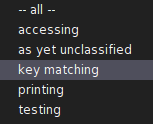 -- all --
accessing
as yet unclassified
key matching
printing
testing